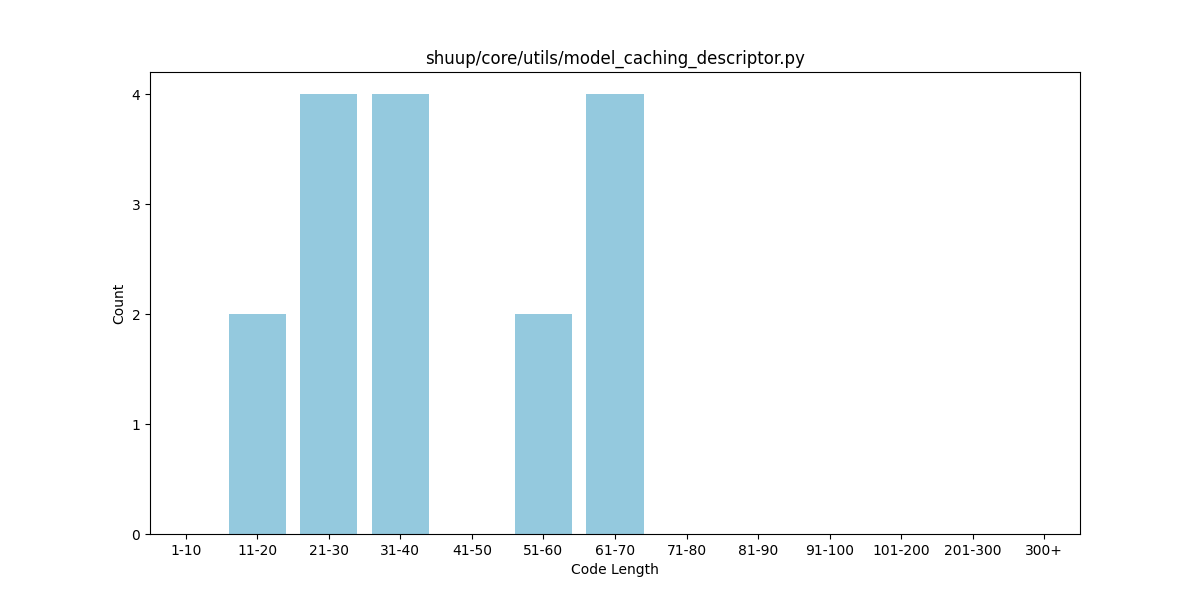 shuup/core/utils/model_caching_descriptor.py
4
3
2
1
0
Count
1-10 11-20 21-30 31-40 41-50 51-60 61-70 71-80 81-90 91-100 101-200 201-300 300+
Code Length